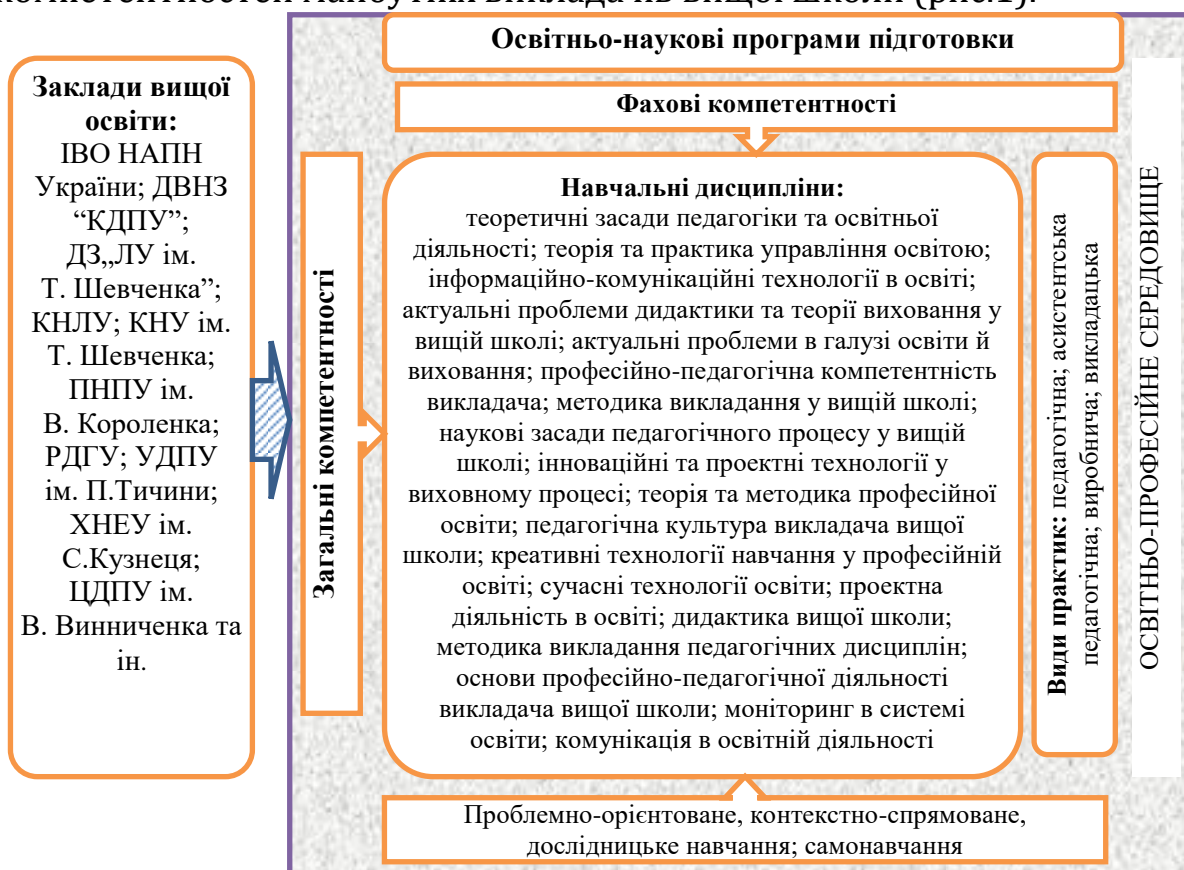 (рис.1).
Освітньо-наукові програми підготовки
Фахові компетентності
Заклади вищої
освіти:
ІВО НАПН
України; ДВНЗ
“КДПУ”;
ДЗ„ЛУ ім.
Т. Шевченка”;
КНЛУ; КНУ ім.
Т. Шевченка;
ПНПУ ім.
В. Короленка;
РДГУ; УДПУ
ім. П.Тичини;
ХНЕУ ім.
С.Кузнеця;
ЦДПУ ім.
В. Винниченка та
ін.
Загальні компетентності
Навчальні дисципліни:
теоретичні засади педагогіки та освітньої
діяльності; теорія та практика управління освітою;
інформаційно-комунікаційні технології в освіті;
актуальні проблеми дидактики та теорії виховання у
вищій школі; актуальні проблеми в галузі освіти й
виховання; професійно-педагогічна компетентність
викладача; методика викладання у вищій школі;
наукові засади педагогічного процесу у вищій
школі; інноваційні та проектні технології у
виховному процесі; теорія та методика професійної
освіти; педагогічна культура викладача вищої
школи; креативні технології навчання у професійній
освіті; сучасні технології освіти; проектна
діяльність в освіті; дидактика вищої школи;
методика викладання педагогічних дисциплін;
основи професійно-педагогічної діяльності
викладача вищої школи; моніторинг в системі
освіти; комунікація в освітній діяльності
Види практик: педагогічна; асистентська
педагогічна; виробнича; викладацька
ОСВІТНЬО-ПРОФЕСІЙНЕ СЕРЕДОВИЩЕ
Проблемно-орієнтоване, контекстно-спрямоване,
дослідницьке навчання; самонавчання